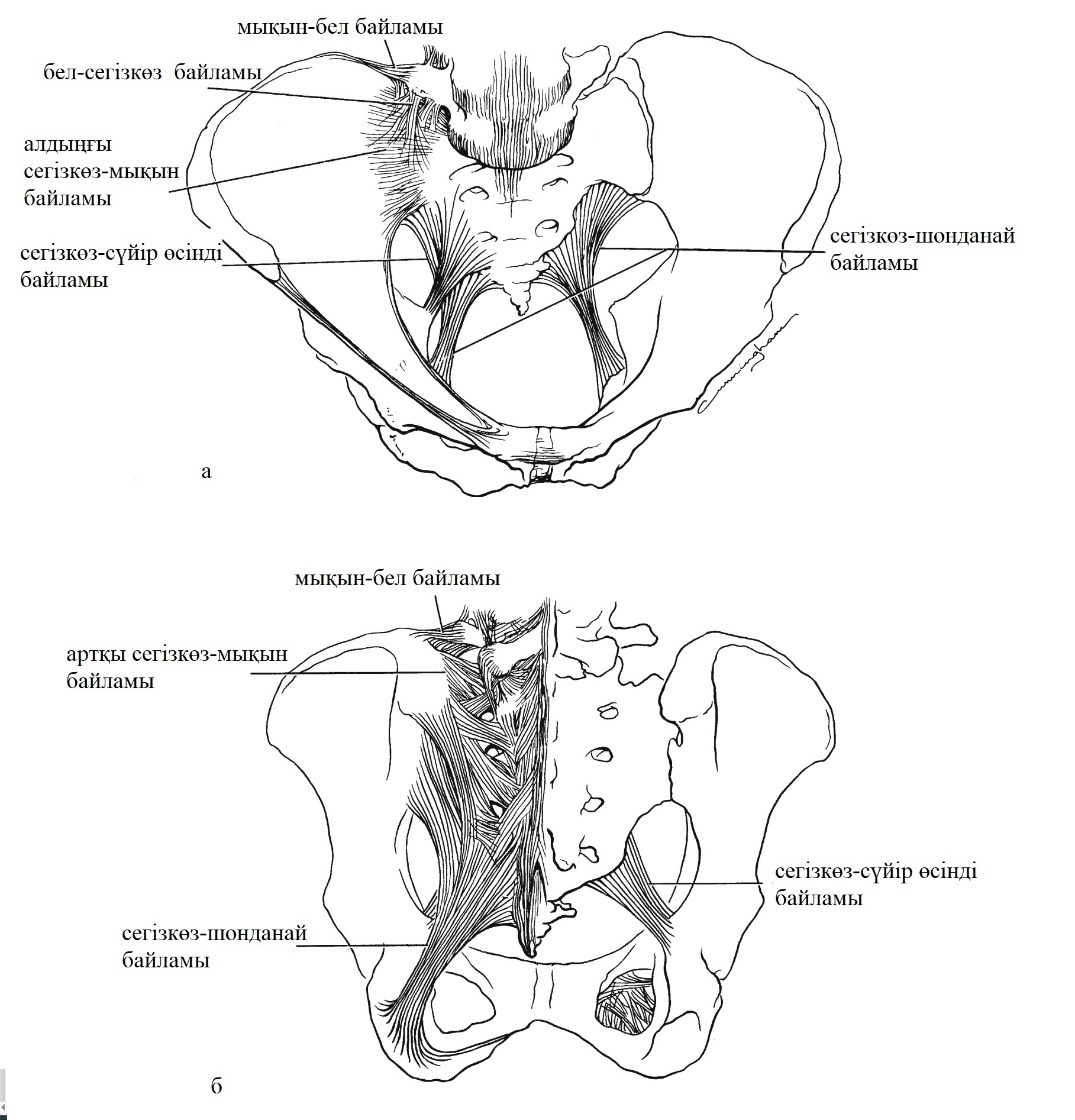 мықын-бел байламы
бел-сегізкөз байламы
алдыңғы
сегізкөз-мықын
байламы
сегізкөз-сүйір өсінді
байламы
сегізкөз-шонданай
байламы
а
мықын-бел байламы
артқы сегізкөз-мықын
байламы
сегізкөз-сүйір өсінді
байламы
сегізкөз-шонданай
байламы
б